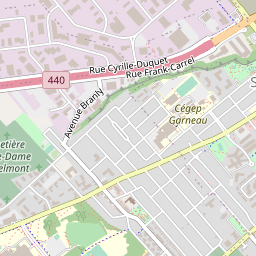 Rue Cyrille-Duquet
Rue Frank-Carrel
440
Avenue Branly
Cégep
Garneau
etière
e-Dame
elmont
S